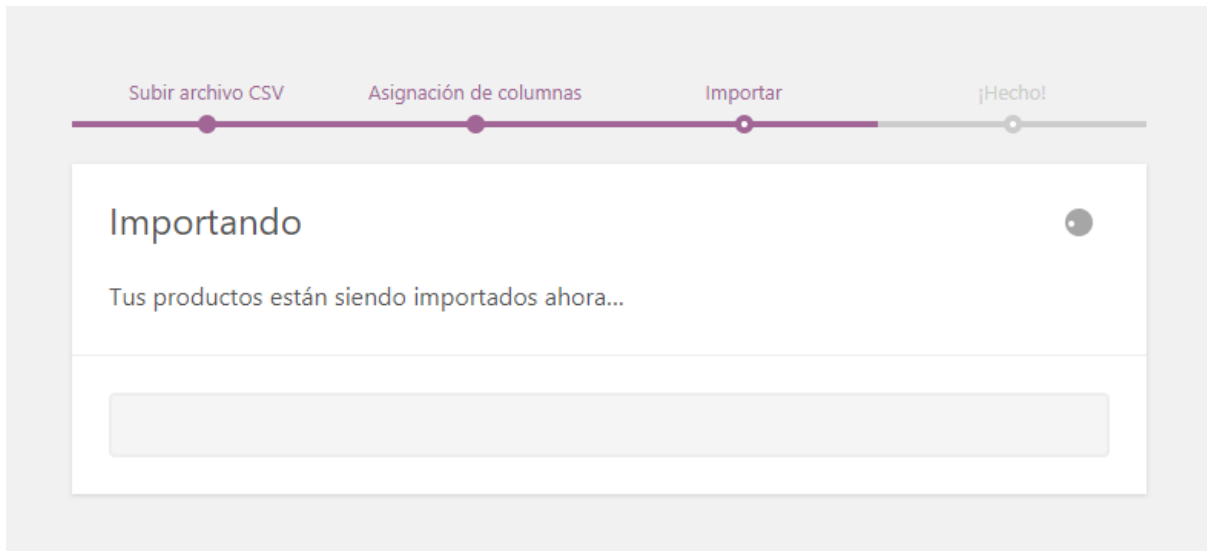 Subir archivo CSV
Asignación de columnas
Importar
¡Hecho!
Importando
Tus productos están siendo importados ahora...